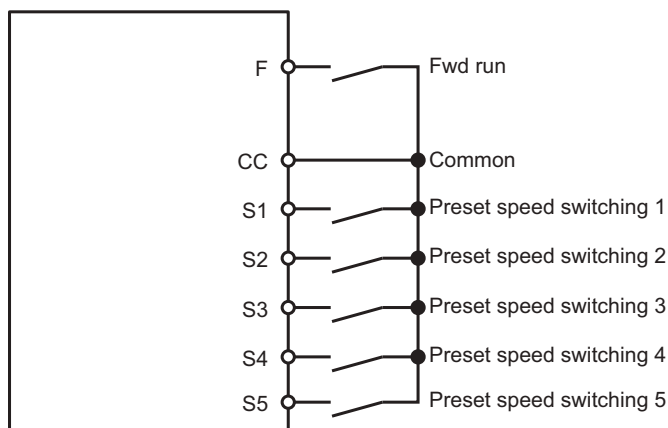 F Fwd run
CC Common
S1 Preset speed switching 1
S2 Preset speed switching 2
S3 Preset speed switching 3
S4 Preset speed switching 4
S5 Preset speed switching 5